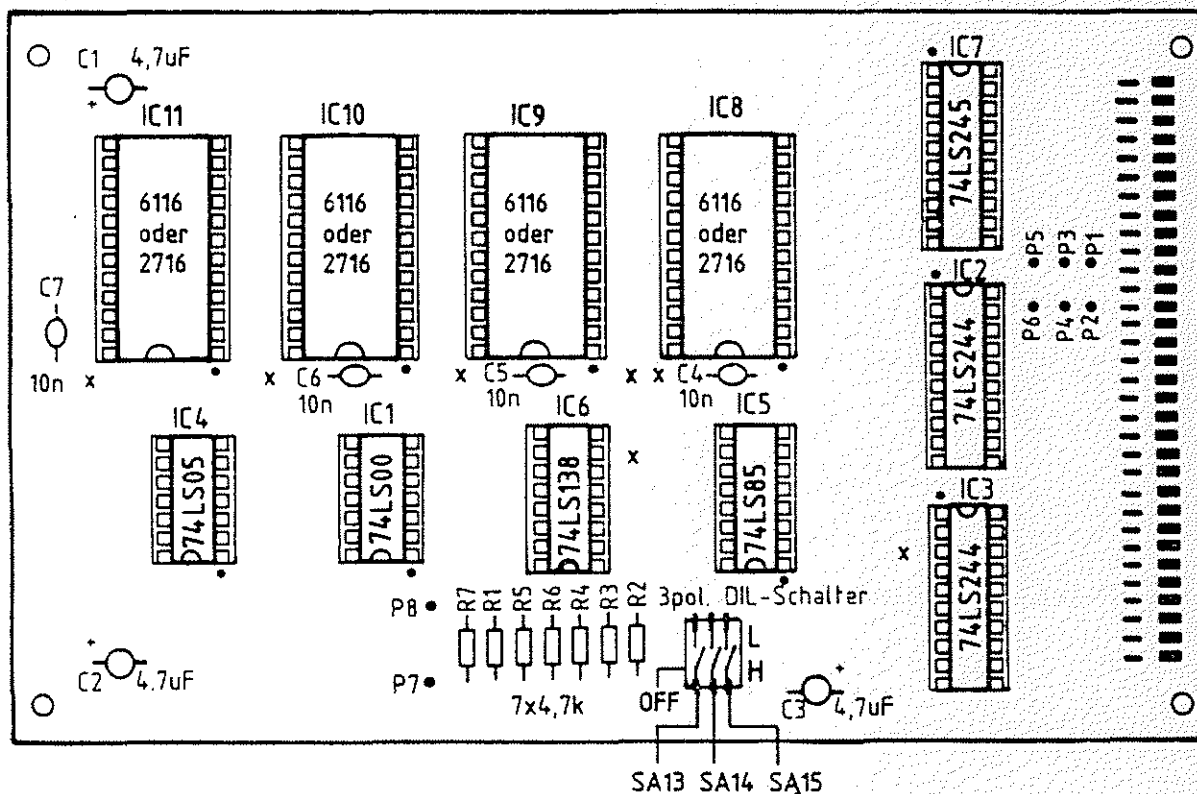 C1 4,7uF
IC11
IC10
IC9
IC8
IC7
6116
oder
2716
6116
oder
2716
6116
oder
2716
6116
oder
2716
74LS245
P5
P3
P1
P6
P4
P2
C7
10n
x
x
C6
10n
x
C5
10n
x
x
C4
10n
IC2
74LS244
IC4
IC1
IC6
IC5
74LS05
74LS00
74LS138
x
74LS85
IC3
x
74LS244
P8
R7
R1
R5
R6
R4
R3
R2
3pol. DIL-Schalter
L
H
+
C2 4.7uF
P7
7x4,7k
OFF
+
C3 4,7uF
SA13 SA14 SA15